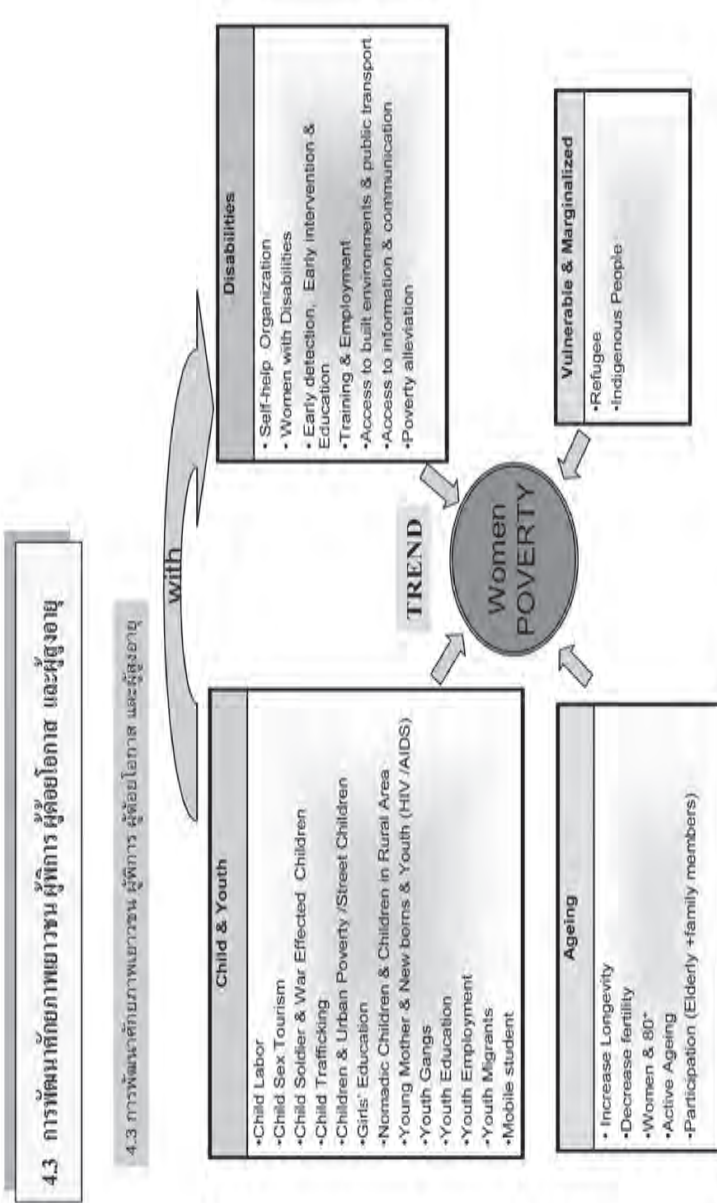 4.3 การพัฒนาศักยภาพเยาวชน ผู้พิการ ผู้ด้อยโอกาส และผู้สูงอายุ
4.3 การพัฒนาศักยภาพเยาวชน ผู้พิการ ผู้ด้อยโอกาส และผู้สูงอายุ
with
Child & Youth
•Child Labor
•Child Sex Tourism
•Child Soldier & War Effected Children
•Child Trafficking
•Children & Urban Poverty /Street Children
•Girls' Education
•Nomadic Children & Children in Rural Area
•Young Mother & New borns & Youth (HIV /AIDS)
•Youth Gangs
•Youth Education
•Youth Employment
•Youth Migrants
•Mobile student
Disabilities
• Self-help Organization
• Women with Disabilities
• Early detection, Early intervention &
Education
•Training & Employment
•Access to built environments & public transport
•Access to information & communication
•Poverty alleviation
TREND
Women
POVERTY
Ageing
• Increase Longevity
•Decrease fertility
•Women & 80+
•Active Ageing
•Participation (Elderly +family members)
Vulnerable & Marginalized
•Refugee
•Indigenous People